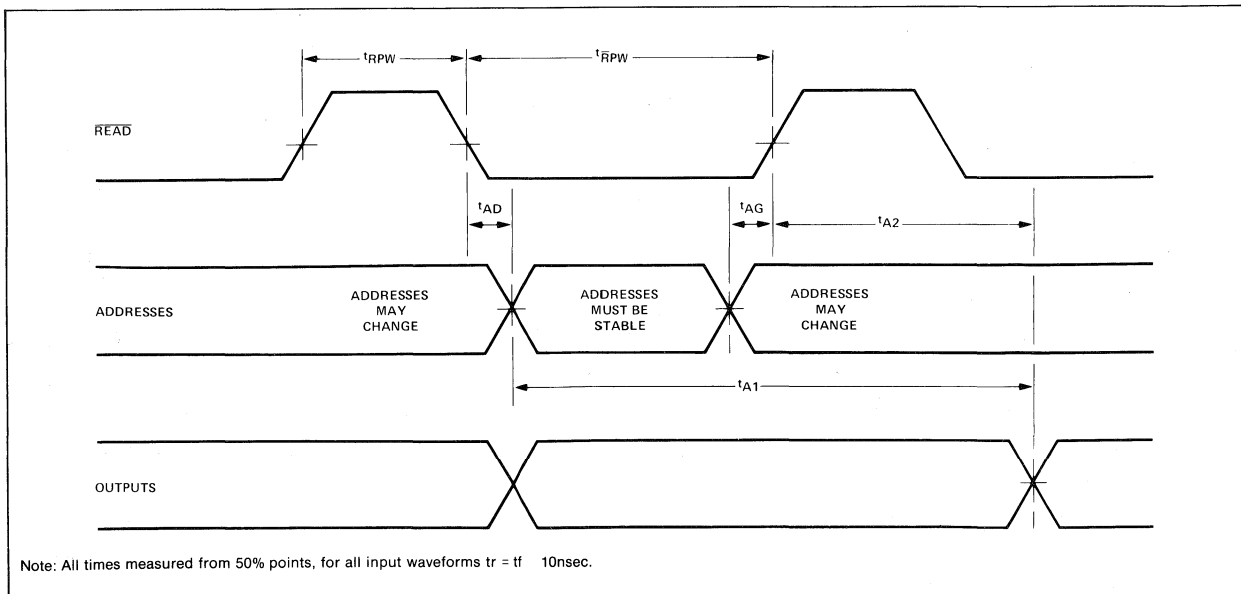 tRPW
tR̅PW
R̅E̅A̅D̅
tAD
tAG
tA2
ADDRESSES
ADDRESSES
MAY
CHANGE
ADDRESSES
MUST BE
STABLE
ADDRESSES
MAY
CHANGE
tA1
OUTPUTS
Note: All times measured from 50% points, for all input waveforms tr = tf 10nsec.